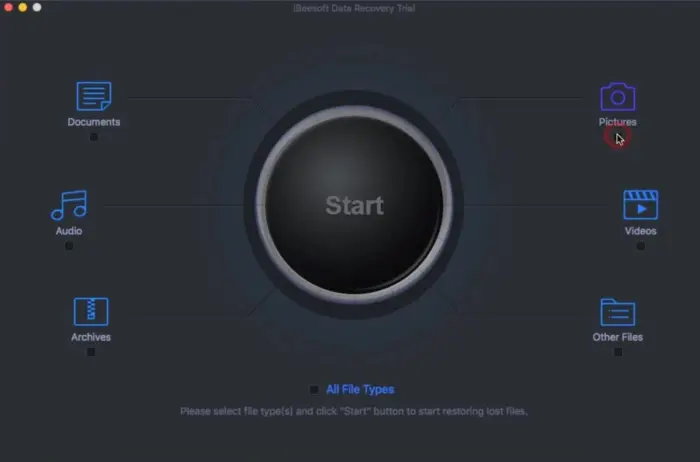 iBeesoft Data Recovery Trial
Documents
Pictures
Start
Audio
Videos
Archives
Other Files
All File Types
Please select file type(s) and click "Start" button to start restoring lost files.